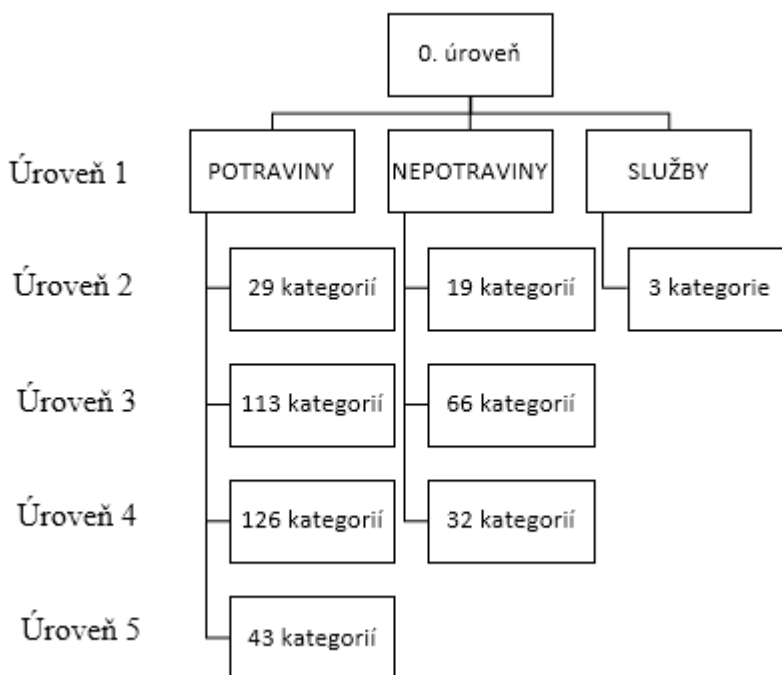 0. úroveň
Úroveň 1
POTRAVINY
NEPOTRAVINY
SLUŽBY
Úroveň 2
29 kategorií
19 kategorií
3 kategorie
Úroveň 3
113 kategorií
66 kategorií
Úroveň 4
126 kategorií
32 kategorií
Úroveň 5
43 kategorií